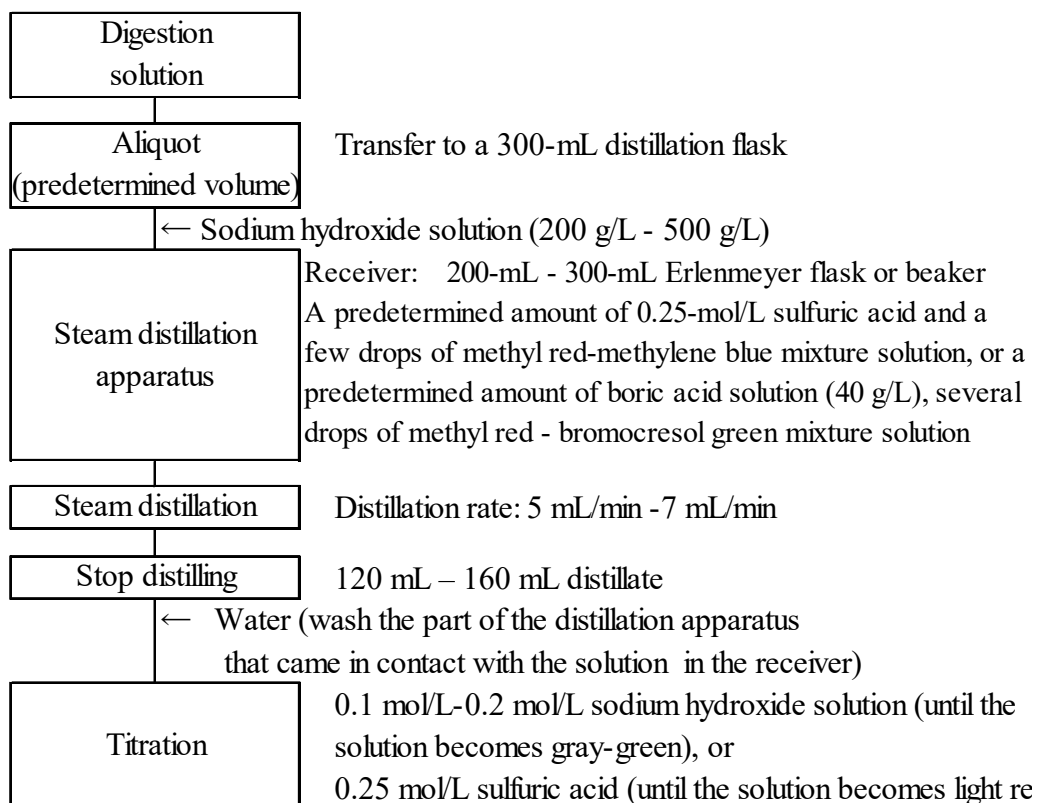 Digestion
solution
Aliquot
(predetermined volume)
Transfer to a 300-mL distillation flask
← Sodium hydroxide solution (200 g/L - 500 g/L)
Steam distillation
apparatus
Receiver: 200-mL - 300-mL Erlenmeyer flask or beaker
A predetermined amount of 0.25-mol/L sulfuric acid and a
few drops of methyl red-methylene blue mixture solution, or a
predetermined amount of boric acid solution (40 g/L), several
drops of methyl red - bromocresol green mixture solution
Steam distillation
Distillation rate: 5 mL/min -7 mL/min
Stop distilling
120 mL – 160 mL distillate
← Water (wash the part of the distillation apparatus
that came in contact with the solution in the receiver)
Titration
0.1 mol/L-0.2 mol/L sodium hydroxide solution (until the
solution becomes gray-green), or
0.25 mol/L sulfuric acid (until the solution becomes light re